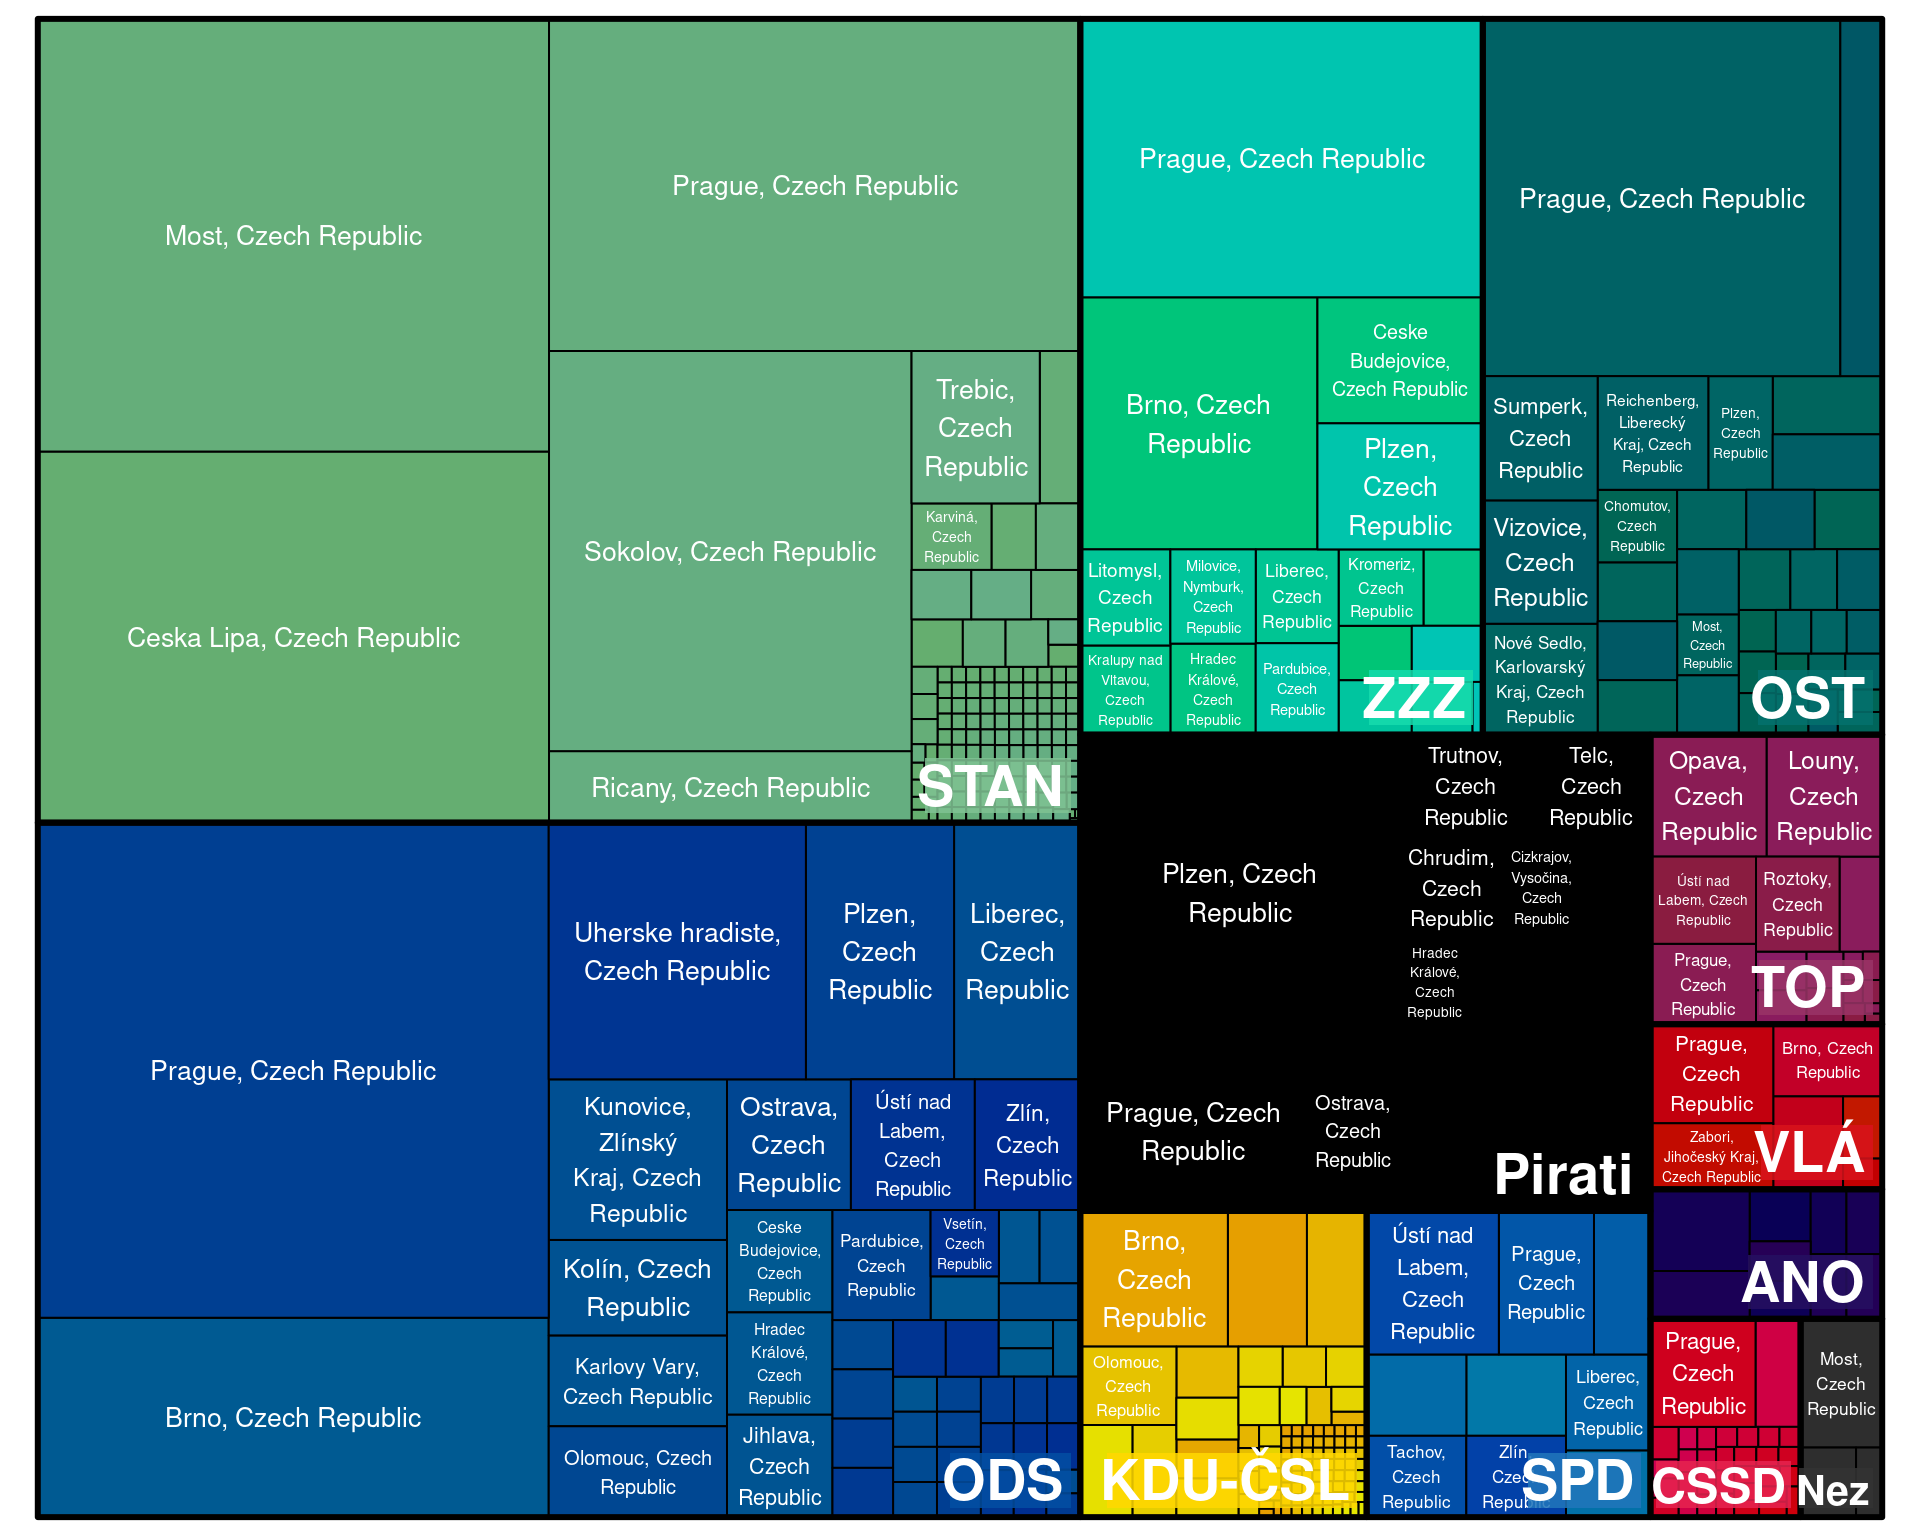 Most, Czech Republic
Ceska Lipa, Czech Republic
Prague, Czech Republic
Sokolov, Czech Republic
Ricany, Czech Republic
Trebic,
Czech
Republic
Karviná,
Czech
Republic
STAN
Prague, Czech Republic
Brno, Czech
Republic
Ceske
Budejovice,
Czech Republic
Plzen,
Czech
Republic
Litomysl,
Czech
Republic
Milovice,
Nymburk,
Czech
Republic
Liberec,
Czech
Republic
Kromeriz,
Czech
Republic
Kralupy nad
Vltavou,
Czech
Republic
Hradec
Králové,
Czech
Republic
Pardubice,
Czech
Republic
ZZZ
Prague, Czech Republic
Sumperk,
Czech
Republic
Reichenberg,
Liberecký
Kraj, Czech
Republic
Plzen,
Czech
Republic
Vizovice,
Czech
Republic
Chomutov,
Czech
Republic
Nové Sedlo,
Karlovarský
Kraj, Czech
Republic
Most,
Czech
Republic
OST
Prague, Czech Republic
Brno, Czech Republic
Uherske hradiste,
Czech Republic
Plzen,
Czech
Republic
Liberec,
Czech
Republic
Kunovice,
Zlínský
Kraj, Czech
Republic
Ostrava,
Czech
Republic
Ústí nad
Labem,
Czech
Republic
Zlín,
Czech
Republic
Kolín, Czech
Republic
Karlovy Vary,
Czech Republic
Olomouc, Czech
Republic
Ceske
Budejovice,
Czech
Republic
Hradec
Králové,
Czech
Republic
Jihlava,
Czech
Republic
Pardubice,
Czech
Republic
Vsetín,
Czech
Republic
ODS
Plzen, Czech
Republic
Trutnov,
Czech
Republic
Telc,
Czech
Republic
Chrudim,
Czech
Republic
Cizkrajov,
Vysočina,
Czech
Republic
Hradec
Králové,
Czech
Republic
Prague, Czech
Republic
Ostrava,
Czech
Republic
Pirati
Opava,
Czech
Republic
Louny,
Czech
Republic
Ústí nad
Labem, Czech
Republic
Roztoky,
Czech
Republic
Prague,
Czech
Republic
TOP
Prague,
Czech
Republic
Brno, Czech
Republic
Zabori,
Jihočeský Kraj,
Czech Republic
VLÁ
ANO
Brno,
Czech
Republic
Olomouc,
Czech
Republic
KDU-ČSL
Ústí nad
Labem,
Czech
Republic
Prague,
Czech
Republic
Liberec,
Czech
Republic
Tachov,
Czech
Republic
Zlín
SPD
Prague,
Czech
Republic
CSSD
Most,
Czech
Republic
Nez